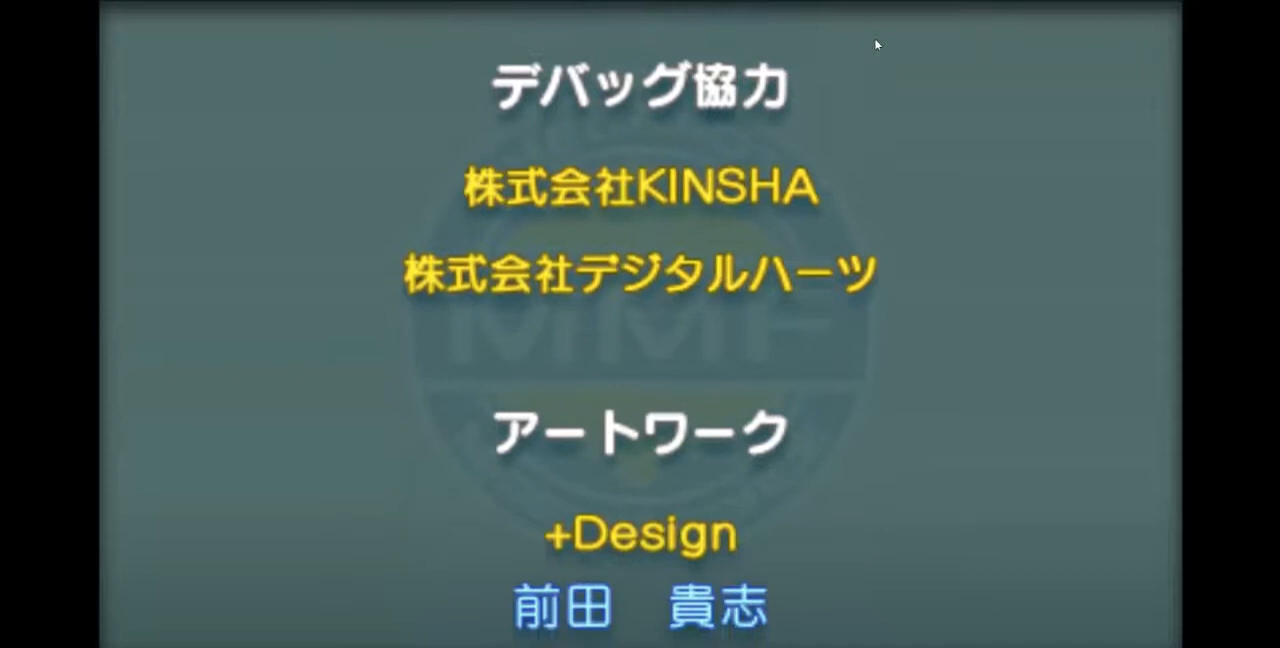 デバッグ協力
株式会社KINSHA
株式会社デジタルハーツ
MMF
アートワーク
+Design
前田　貴志